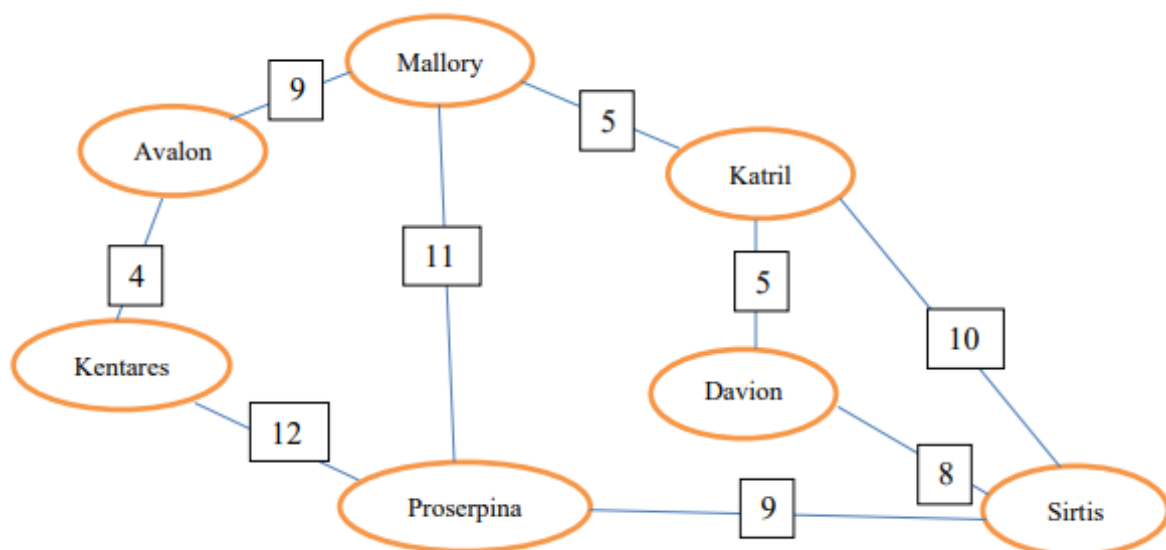 Mallory
9
5
Avalon
Katril
11
4
5
10
Kentares
Davion
12
8
Proserpina
9
Sirtis